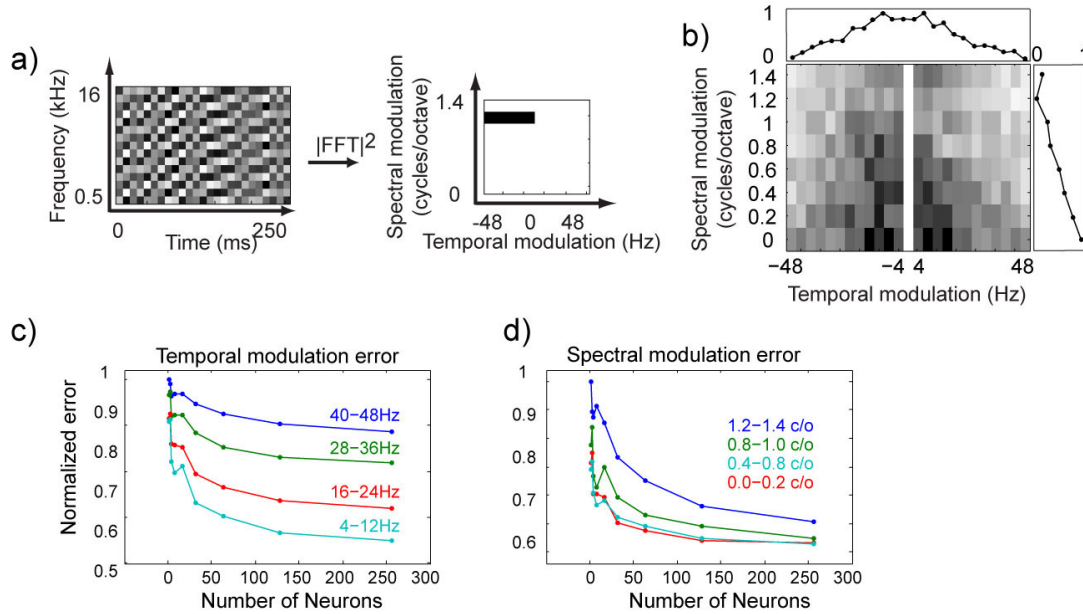 a)
Frequency (kHz)
16
0.5
0
250
Time (ms)
|FFT|²
Spectral modulation
(cycles/octave)
1.4
0
-48
0
48
Temporal modulation (Hz)
b)
1
0
0
1
Spectral modulation
(cycles/octave)
1.4
1.2
1
0.8
0.6
0.4
0.2
0
−48
−4 4
48
Temporal modulation (Hz)
c)
Temporal modulation error
Normalized error
1
0.9
0.8
0.7
0.6
0.5
40−48Hz
28−36Hz
16−24Hz
4−12Hz
0 50 100 150 200 250 300
Number of Neurons
d)
Spectral modulation error
1
0.9
0.8
0.7
0.6
1.2−1.4 c/o
0.8−1.0 c/o
0.4−0.8 c/o
0.0−0.2 c/o
0 50 100 150 200 250 300
Number of Neurons